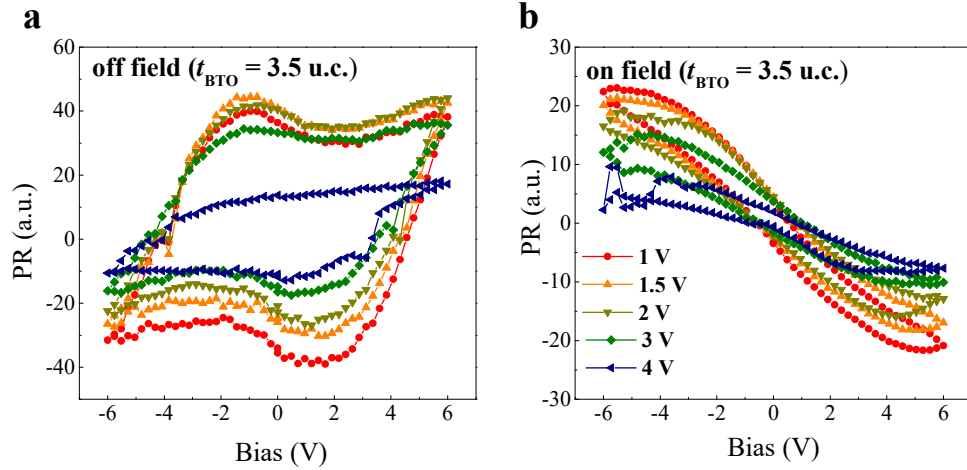 a
off field (tBTO = 3.5 u.c.)
PR (a.u.)
60
40
20
0
-20
-40
-6 -4 -2 0 2 4 6
Bias (V)
b
on field (tBTO = 3.5 u.c.)
PR (a.u.)
30
20
10
0
-10
-20
-30
1 V
1.5 V
2 V
3 V
4 V
-6 -4 -2 0 2 4 6
Bias (V)